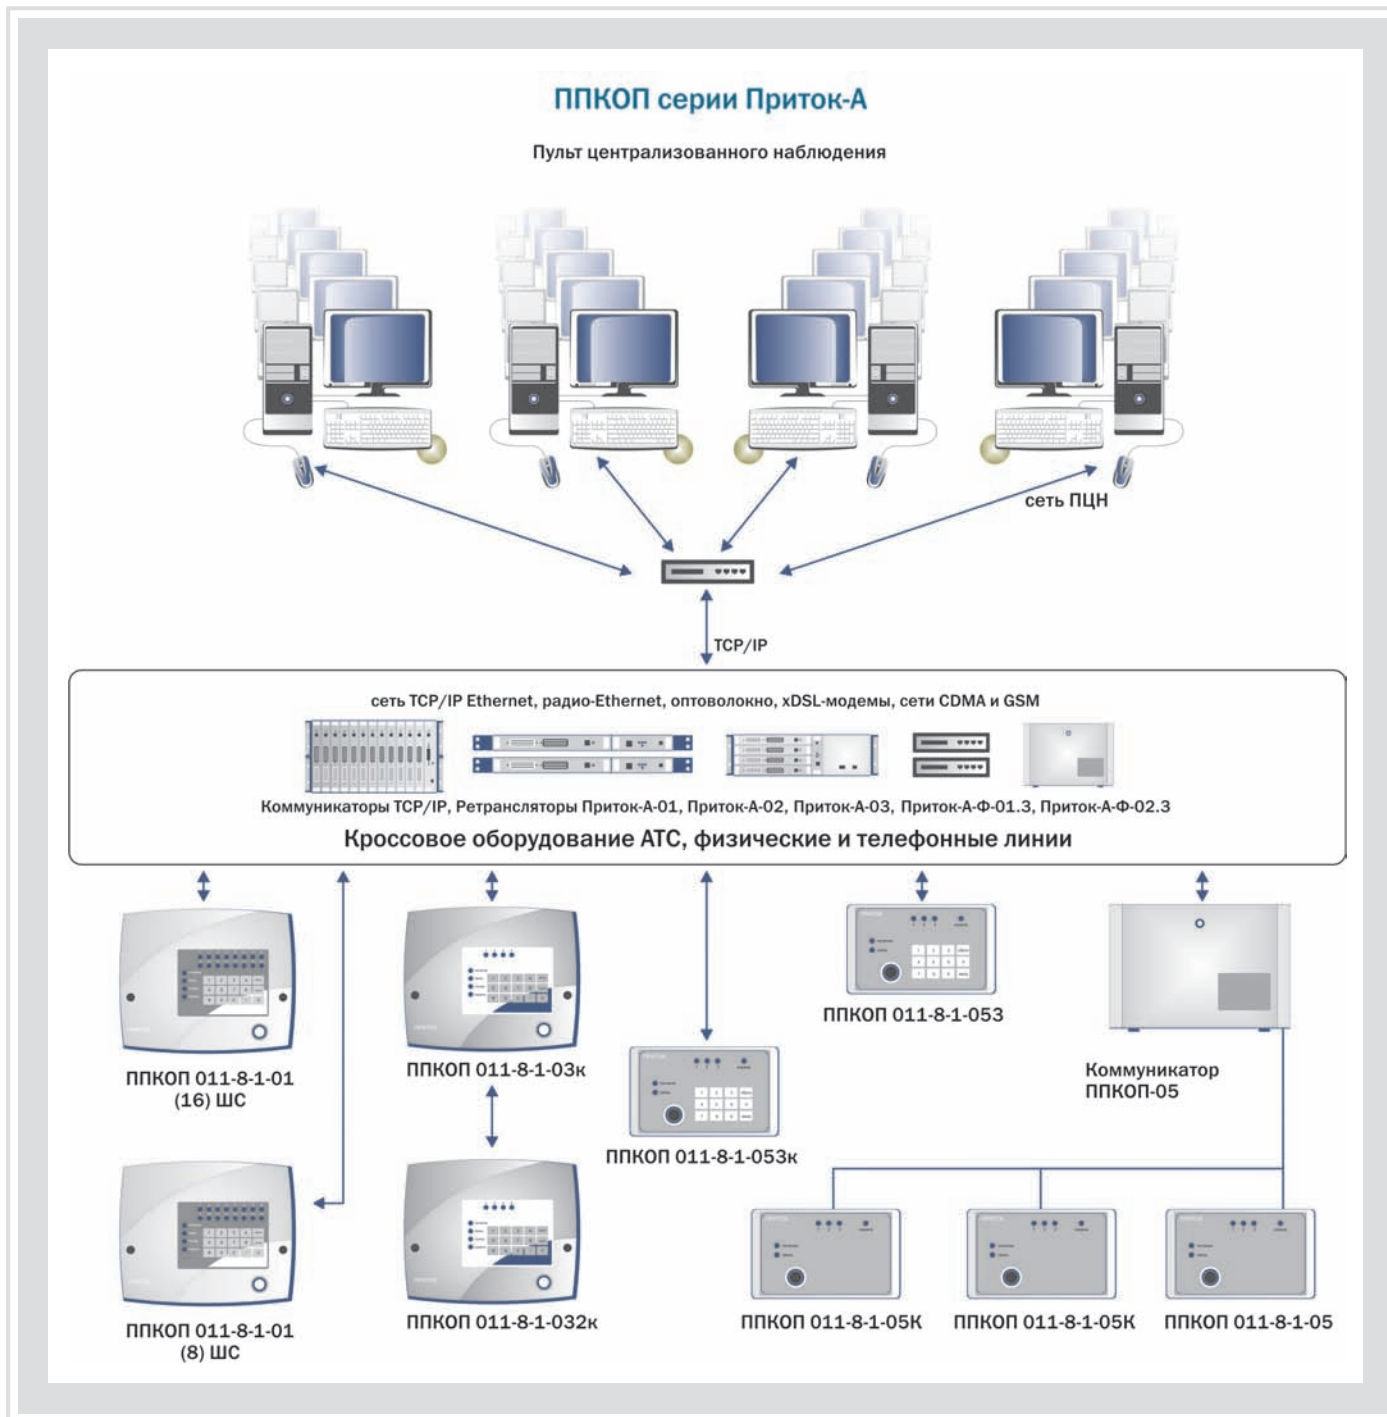 ППКОП серии Приток-А
Пульт централизованного наблюдения
сеть ПЦН
TCP/IP
сеть TCP/IP Ethernet, радио-Ethernet, оптоволокно, xDSL-модемы, сети CDMA и GSM
Коммуникаторы TCP/IP, Ретрансляторы Приток-А-01, Приток-А-02, Приток-А-03, Приток-А-Ф-01.3, Приток-А-Ф-02.3
Кроссовое оборудование АТС, физические и телефонные линии
ППКОП 011-8-1-01
(16) ШС
ППКОП 011-8-1-03к
ППКОП 011-8-1-053
ППКОП 011-8-1-053к
Коммуникатор
ППКОП-05
ППКОП 011-8-1-01
(8) ШС
ППКОП 011-8-1-032к
ППКОП 011-8-1-05К
ППКОП 011-8-1-05К
ППКОП 011-8-1-05